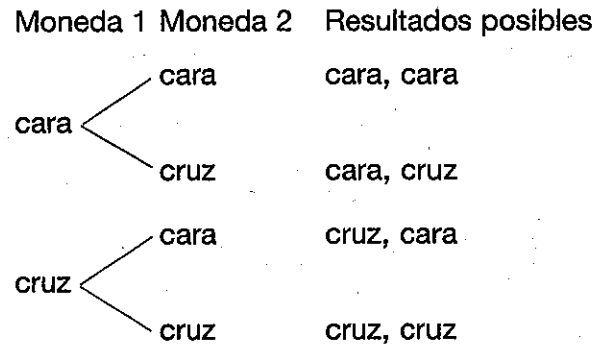 Moneda 1 Moneda 2 Resultados posibles
cara cara, cara
cara
cruz cara, cruz
cara cruz, cara
cruz
cruz cruz, cruz